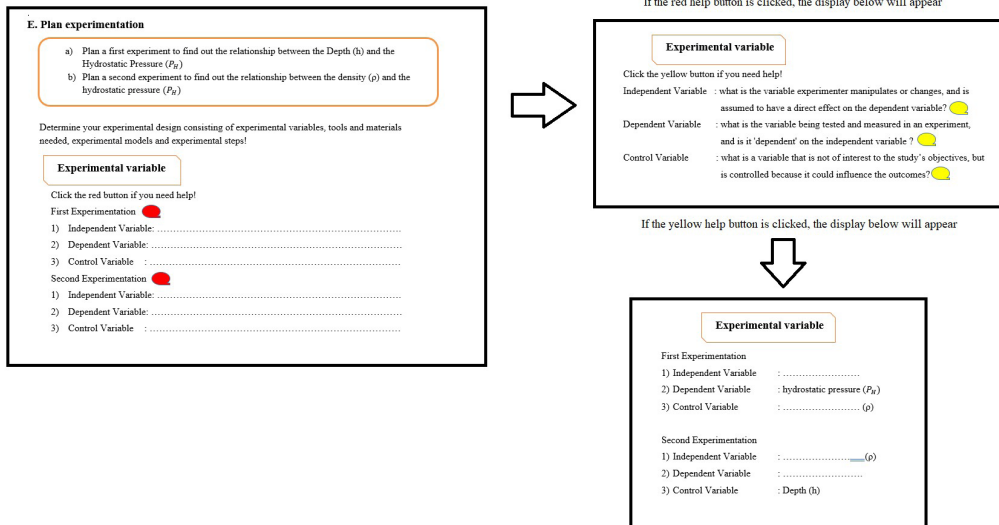 E. Plan experimentation
a) Plan a first experiment to find out the relationship between the Depth (h) and the
Hydrostatic Pressure (P_H)
b) Plan a second experiment to find out the relationship between the density (ρ) and the
hydrostatic pressure (P_H)
Determine your experimental design consisting of experimental variables, tools and materials
needed, experimental models and experimental steps!
Experimental variable
Click the red button if you need help!
First Experimentation
1) Independent Variable: ........................................................................
2) Dependent Variable: ..........................................................................
3) Control Variable : ..........................................................................
Second Experimentation
1) Independent Variable: ........................................................................
2) Dependent Variable: ..........................................................................
3) Control Variable : ..........................................................................
If the red help button is clicked, the display below will appear
Experimental variable
Click the yellow button if you need help!
Independent Variable : what is the variable experimenter manipulates or changes, and is
assumed to have a direct effect on the dependent variable?
Dependent Variable : what is the variable being tested and measured in an experiment,
and is it 'dependent' on the independent variable ?
Control Variable : what is a variable that is not of interest to the study's objectives, but
is controlled because it could influence the outcomes?
If the yellow help button is clicked, the display below will appear
Experimental variable
First Experimentation
1) Independent Variable : ........................
2) Dependent Variable : hydrostatic pressure (P_H)
3) Control Variable : ........................ (ρ)
Second Experimentation
1) Independent Variable : ........................(ρ)
2) Dependent Variable : ........................
3) Control Variable : Depth (h)